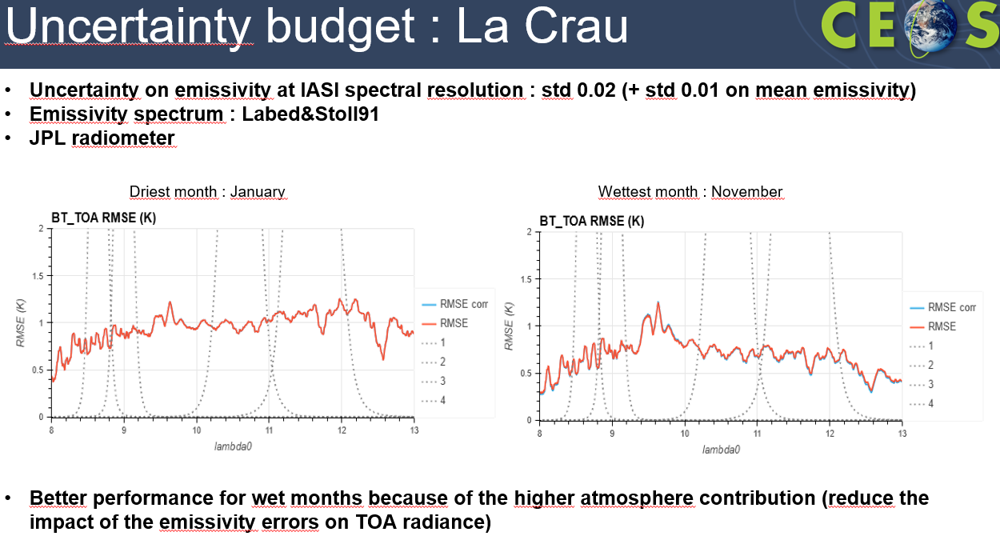 Uncertainty budget : La Crau
CEOS
• Uncertainty on emissivity at IASI spectral resolution : std 0.02 (+ std 0.01 on mean emissivity)
• Emissivity spectrum : Labed&Stoll91
• JPL radiometer
Driest month : January
BT_TOA RMSE (K)
2
1.5
1
0.5
0
RMSE (K)
8 9 10 11 12 13
lambda0
RMSE corr
RMSE
1
2
3
4
Wettest month : November
BT_TOA RMSE (K)
2
1.5
1
0.5
0
RMSE (K)
8 9 10 11 12 13
lambda0
RMSE corr
RMSE
1
2
3
4
• Better performance for wet months because of the higher atmosphere contribution (reduce the
impact of the emissivity errors on TOA radiance)